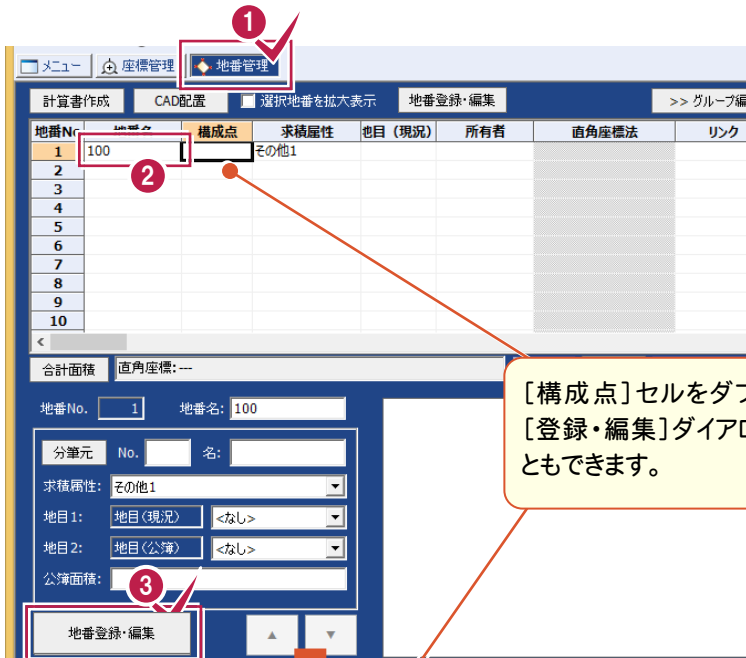 1
メニュー 座標管理 地番管理
計算書作成 CAD配置 選択地番を拡大表示 地番登録・編集 >> グループ編
地番No 構成点 求積属性 地目（現況） 所有者 直角座標法 リンク
1 100 その他1
2
2
3
4
5
6
7
8
9
10
合計面積 直角座標:---
[構成点]セルをダブ
[登録・編集]ダイアロ
ともできます。
地番No. 1 地番名: 100
分筆元 No. 名:
求積属性: その他1
地目1: 地目(現況) <なし>
地目2: 地目(公簿) <なし>
公簿面積:
3
地番登録・編集